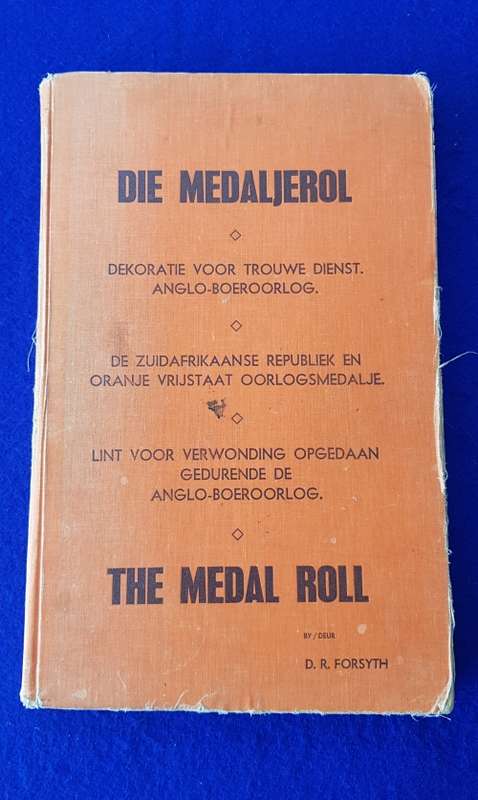 DIE MEDALJEROL
DEKORATIE VOOR TROUWE DIENST.
ANGLO-BOEROORLOG.
DE ZUIDAFRIKAANSE REPUBLIEK EN
ORANJE VRIJSTAAT OORLOGSMEDALJE.
LINT VOOR VERWONDING OPGEDAAN
GEDURENDE DE
ANGLO-BOEROORLOG.
THE MEDAL ROLL
BY / DEUR
D. R. FORSYTH